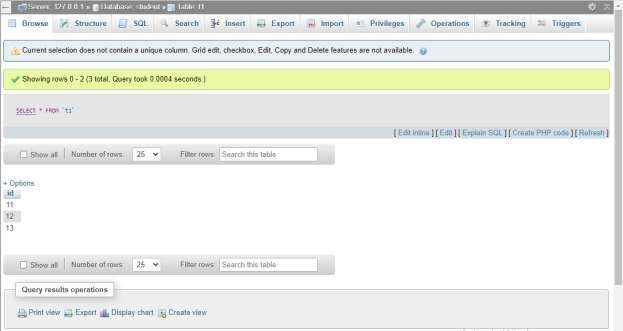 Server: 127.0.0.1 » Database: student » Table: t1
Browse Structure SQL Search Insert Export Import Privileges Operations Tracking Triggers
Current selection does not contain a unique column. Grid edit, checkbox, Edit, Copy and Delete features are not available.
Showing rows 0 - 2 (3 total, Query took 0.0004 seconds.)
SELECT * FROM `t1`
[ Edit inline ] [ Edit ] [ Explain SQL ] [ Create PHP code ] [ Refresh ]
Show all Number of rows: 25 Filter rows: Search this table
+ Options
id
11
12
13
Show all Number of rows: 25 Filter rows: Search this table
Query results operations
Print view Export Display chart Create view